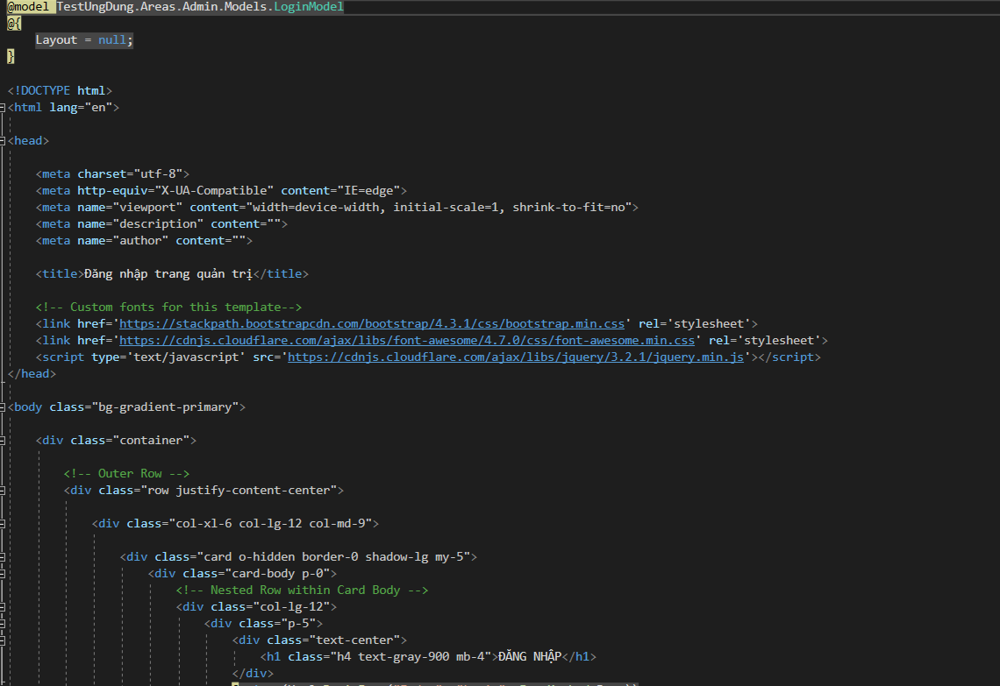 @model TestUngDung.Areas.Admin.Models.LoginModel
@{
Layout = null;
}
<!DOCTYPE html>
<html lang="en">
<head>
<meta charset="utf-8">
<meta http-equiv="X-UA-Compatible" content="IE=edge">
<meta name="viewport" content="width=device-width, initial-scale=1, shrink-to-fit=no">
<meta name="description" content="">
<meta name="author" content="">
<title>Đăng nhập trang quản trị</title>
<!-- Custom fonts for this template-->
<link href='https://stackpath.bootstrapcdn.com/bootstrap/4.3.1/css/bootstrap.min.css' rel='stylesheet'>
<link href='https://cdnjs.cloudflare.com/ajax/libs/font-awesome/4.7.0/css/font-awesome.min.css' rel='stylesheet'>
<script type='text/javascript' src='https://cdnjs.cloudflare.com/ajax/libs/jquery/3.2.1/jquery.min.js'></script>
</head>
<body class="bg-gradient-primary">
<div class="container">
<!-- Outer Row -->
<div class="row justify-content-center">
<div class="col-xl-6 col-lg-12 col-md-9">
<div class="card o-hidden border-0 shadow-lg my-5">
<div class="card-body p-0">
<!-- Nested Row within Card Body -->
<div class="col-lg-12">
<div class="p-5">
<div class="text-center">
<h1 class="h4 text-gray-900 mb-4">ĐĂNG NHẬP</h1>
</div>